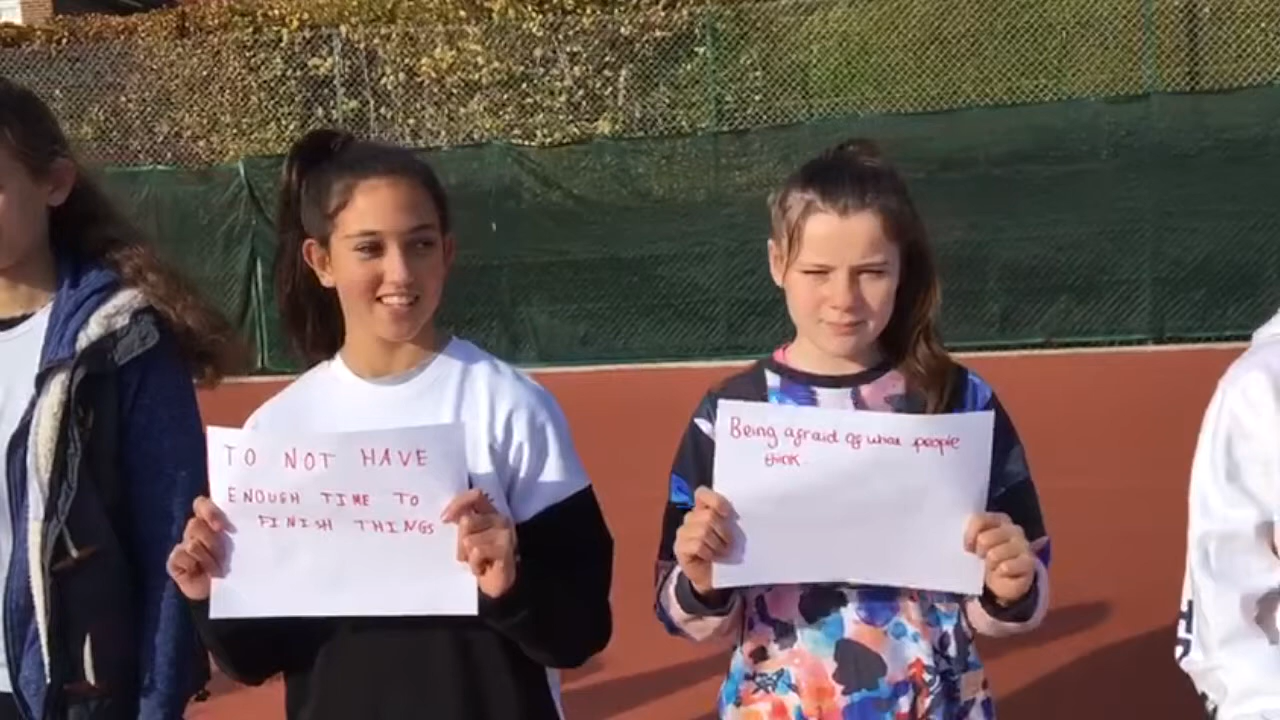 TO NOT HAVE
ENOUGH TIME TO
FINISH THINGS
Being afraid of what people
think.